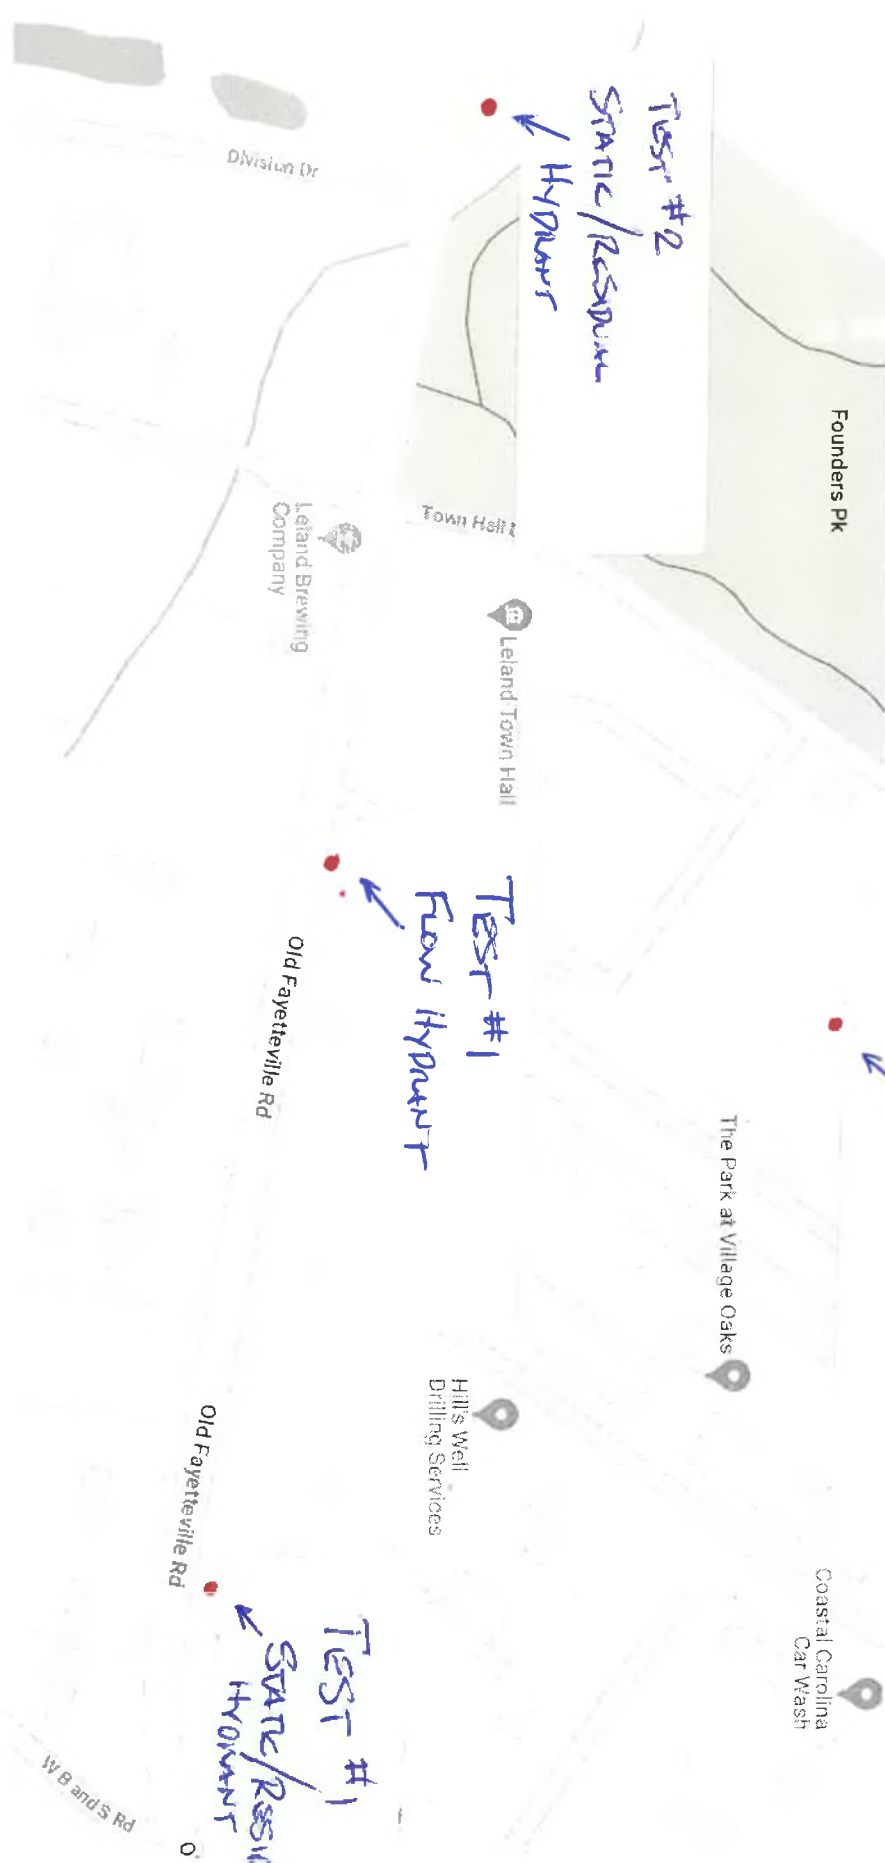 TEST #2
STATIC/RESIDUAL
HYDRANT
Division Dr
Founders Pk
Town Hall
Leland Brewing
Company
Leland Town Hall
TEST #1
FLOW HYDRANT
Old Fayetteville Rd
The Park at Village Oaks
Hill's Well
Drilling Services
Old Fayetteville Rd
Coastal Carolina
Car Wash
TEST #1
STATIC/RESI
HYDRANT
W B and S Rd
O